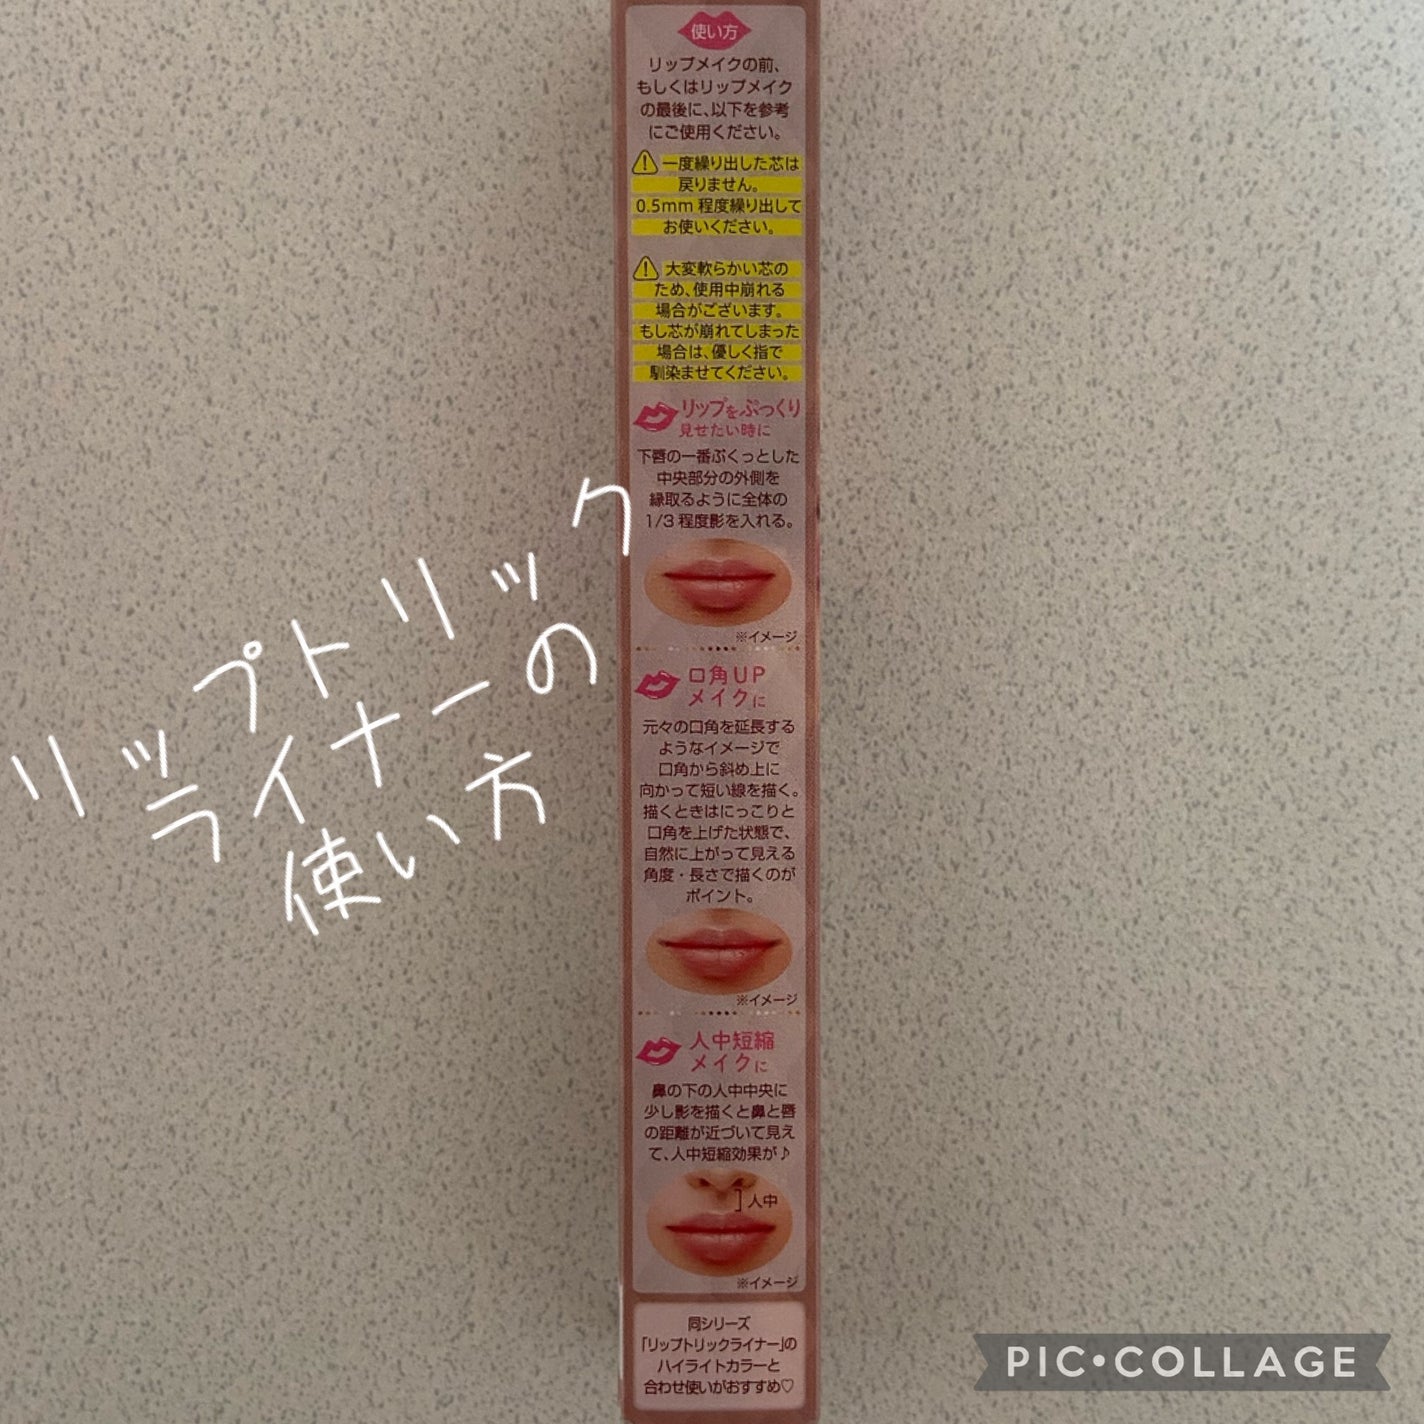 使い方
リップメイクの前、
もしくはリップメイク
の最後に、以下を参考
にご使用ください。
一度繰り出した芯は
戻りません。
0.5mm 程度繰り出して
お使いください。
大変軟らかい芯の
ため、使用中崩れる
場合がございます。
もし芯が崩れてしまった
場合は、優しく指で
馴染ませてください。
リップをぷっくり
見せたい時に
下唇の一番ぷくっとした
中央部分の外側を
縁取るように全体の
1/3 程度影を入れる。
※イメージ
口角UP
メイクに
元々の口角を延長する
ようなイメージで
口角から斜め上に
向かって短い線を描く。
描くときはにっこりと
口角を上げた状態で、
自然に上がって見える
角度・長さで描くのが
ポイント。
※イメージ
人中短縮
メイクに
鼻の下の人中中央に
少し影を描くと鼻と唇
の距離が近づいて見え
て、人中短縮効果が♪
人中
※イメージ
同シリーズ
「リップトリックライナー」の
ハイライトカラーと
合わせ使いがおすすめ♡
リップトリック
ライナーの
使い方
PIC•COLLAGE